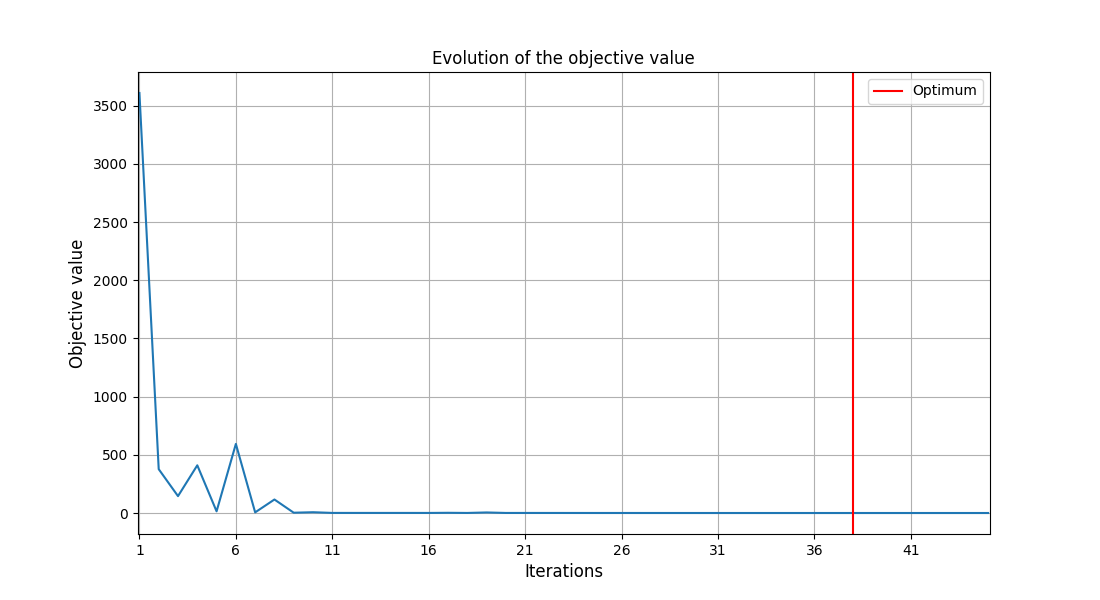 Evolution of the objective value
Optimum
3500
3000
2500
2000
1500
1000
500
0
Objective value
1 6 11 16 21 26 31 36 41
Iterations